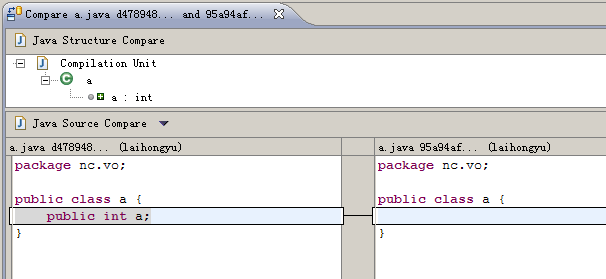 Compare a.java d478948... and 95a94af...
Java Structure Compare
Compilation Unit
a
a : int
Java Source Compare
a.java d478948... (laihongyu)
a.java 95a94af... (laihongyu)
package nc.vo;
public class a {
public int a;
}
package nc.vo;
public class a {
}